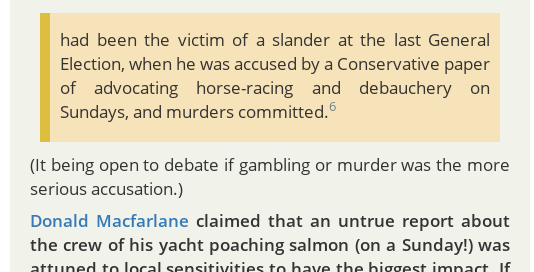 had been the victim of a slander at the last General
Election, when he was accused by a Conservative paper
of advocating horse-racing and debauchery on
Sundays, and murders committed.6
(It being open to debate if gambling or murder was the more
serious accusation.)
Donald Macfarlane claimed that an untrue report about
the crew of his yacht poaching salmon (on a Sunday!) was
attuned to local sensitivities to have the biggest impact. If